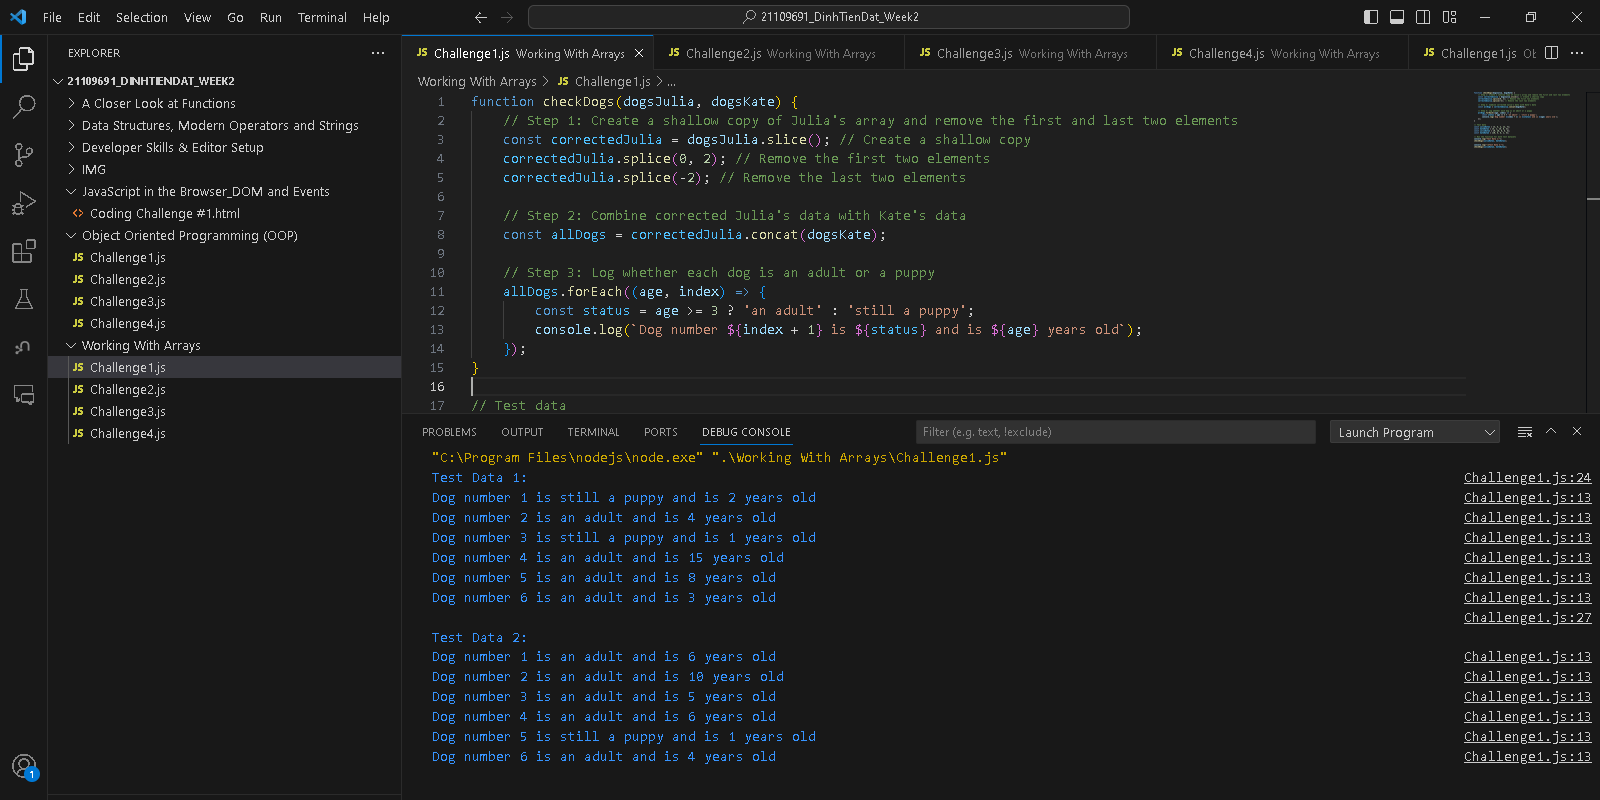 File Edit Selection View Go Run Terminal Help
21109691_DinhTienDat_Week2
EXPLORER
21109691_DINHTIENDAT_WEEK2
A Closer Look at Functions
Data Structures, Modern Operators and Strings
Developer Skills & Editor Setup
IMG
JavaScript in the Browser_DOM and Events
Coding Challenge #1.html
Object Oriented Programming (OOP)
JS Challenge1.js
JS Challenge2.js
JS Challenge3.js
JS Challenge4.js
Working With Arrays
JS Challenge1.js
JS Challenge2.js
JS Challenge3.js
JS Challenge4.js
1
JS Challenge1.js Working With Arrays
JS Challenge2.js Working With Arrays
JS Challenge3.js Working With Arrays
JS Challenge4.js Working With Arrays
JS Challenge1.js Ob
Working With Arrays > JS Challenge1.js > ...
1 function checkDogs(dogsJulia, dogsKate) {
2 // Step 1: Create a shallow copy of Julia's array and remove the first and last two elements
3 const correctedJulia = dogsJulia.slice(); // Create a shallow copy
4 correctedJulia.splice(0, 2); // Remove the first two elements
5 correctedJulia.splice(-2); // Remove the last two elements
6
7 // Step 2: Combine corrected Julia's data with Kate's data
8 const allDogs = correctedJulia.concat(dogsKate);
9
10 // Step 3: Log whether each dog is an adult or a puppy
11 allDogs.forEach((age, index) => {
12 const status = age >= 3 ? 'an adult' : 'still a puppy';
13 console.log(`Dog number ${index + 1} is ${status} and is ${age} years old`);
14 });
15 }
16
17 // Test data
PROBLEMS OUTPUT TERMINAL PORTS DEBUG CONSOLE
Filter (e.g. text, !exclude)
Launch Program
"C:\Program Files\nodejs\node.exe" ".\Working With Arrays\Challenge1.js"
Test Data 1: Challenge1.js:24
Dog number 1 is still a puppy and is 2 years old Challenge1.js:13
Dog number 2 is an adult and is 4 years old Challenge1.js:13
Dog number 3 is still a puppy and is 1 years old Challenge1.js:13
Dog number 4 is an adult and is 15 years old Challenge1.js:13
Dog number 5 is an adult and is 8 years old Challenge1.js:13
Dog number 6 is an adult and is 3 years old Challenge1.js:13
Challenge1.js:27
Test Data 2:
Dog number 1 is an adult and is 6 years old Challenge1.js:13
Dog number 2 is an adult and is 10 years old Challenge1.js:13
Dog number 3 is an adult and is 5 years old Challenge1.js:13
Dog number 4 is an adult and is 6 years old Challenge1.js:13
Dog number 5 is still a puppy and is 1 years old Challenge1.js:13
Dog number 6 is an adult and is 4 years old Challenge1.js:13